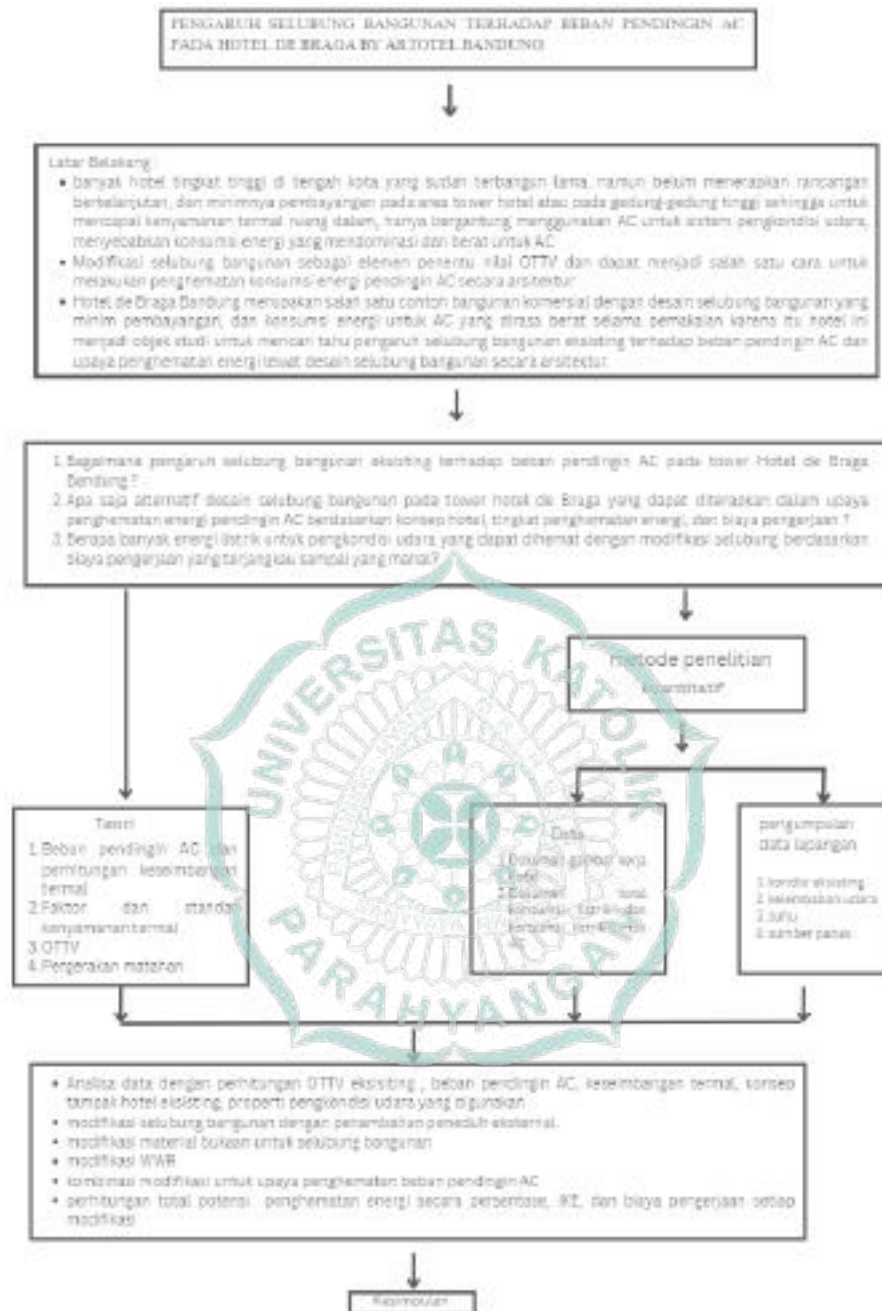 PENGARUH SELUBUNG BANGUNAN TERHADAP BEBAN PENDINGIN AC
PADA HOTEL DE BRAGA BY ARTOTEL BANDUNG
Latar Belakang
• banyak hotel tingkat tinggi di tengah kota yang sudah terbangun lama, namun belum menerapkan rancangan
berkelanjutan, dan minimnya pembayangan pada area tower hotel atau pada gedung-gedung tinggi sehingga untuk
mencapai kenyamanan termal ruang dalam, hanya bergantung menggunakan AC untuk sistem pengkondisi udara,
menyebabkan konsumsi energi yang mendominasi dan berat untuk AC
• Modifikasi selubung bangunan sebagai elemen penentu nilai OTTV dan dapat menjadi salah satu cara untuk
melakukan penghematan konsumsi energi pendingin AC secara arsitektur
• Hotel de Braga Bandung merupakan salah satu contoh bangunan komersial dengan desain selubung bangunan yang
minim pembayangan, dan konsumsi energi untuk AC yang dirasa berat selama pemakaian karena itu hotel ini
menjadi objek studi untuk mencari tahu pengaruh selubung bangunan eksisting terhadap beban pendingin AC dan
upaya penghematan energi lewat desain selubung bangunan secara arsitektur
1. Bagaimana pengaruh selubung bangunan eksisting terhadap beban pendingin AC pada tower Hotel de Braga
Bandung ?
2. Apa saja alternatif desain selubung bangunan pada tower hotel de Braga yang dapat diterapkan dalam upaya
penghematan energi pendingin AC berdasarkan konsep hotel, tingkat penghematan energi, dan biaya pengerjaan ?
3. Berapa banyak energi listrik untuk pengkondisi udara yang dapat dihemat dengan modifikasi selubung berdasarkan
biaya pengerjaan yang terjangkau sampai yang mahal?
metode penelitian
kuantitatif
Teori
1. Beban pendingin AC dan
perhitungan keseimbangan
termal
2. Faktor dan standar
kenyamanan termal
3. OTTV
4. Pergerakan matahari
Data
1. Dokumen gambar kerja
hotel
2. Dokumen total
konsumsi listrik dan
konsumsi listrik
pengumpulan
data lapangan
1. kondisi eksisting
2. kelembaban udara
3. suhu
4. sumber panas
UNIVERSITAS KATOLIK
PARAHYANGAN
• Analisa data dengan perhitungan OTTV eksisiting , beban pendingin AC, keseimbangan termal, konsep
tampak hotel eksisting, properti pengkondisi udara yang digunakan
• modifikasi selubung bangunan dengan penambahan peneduh eksternal.
• modifikasi material bukaan untuk selubung bangunan
• modifikasi WWR
• kombinasi modifikasi untuk upaya penghematan beban pendingin AC
• perhitungan total potensi penghematan energi secara persentase, IKE, dan biaya pengerjaan setiap
modifikasi
Kesimpulan